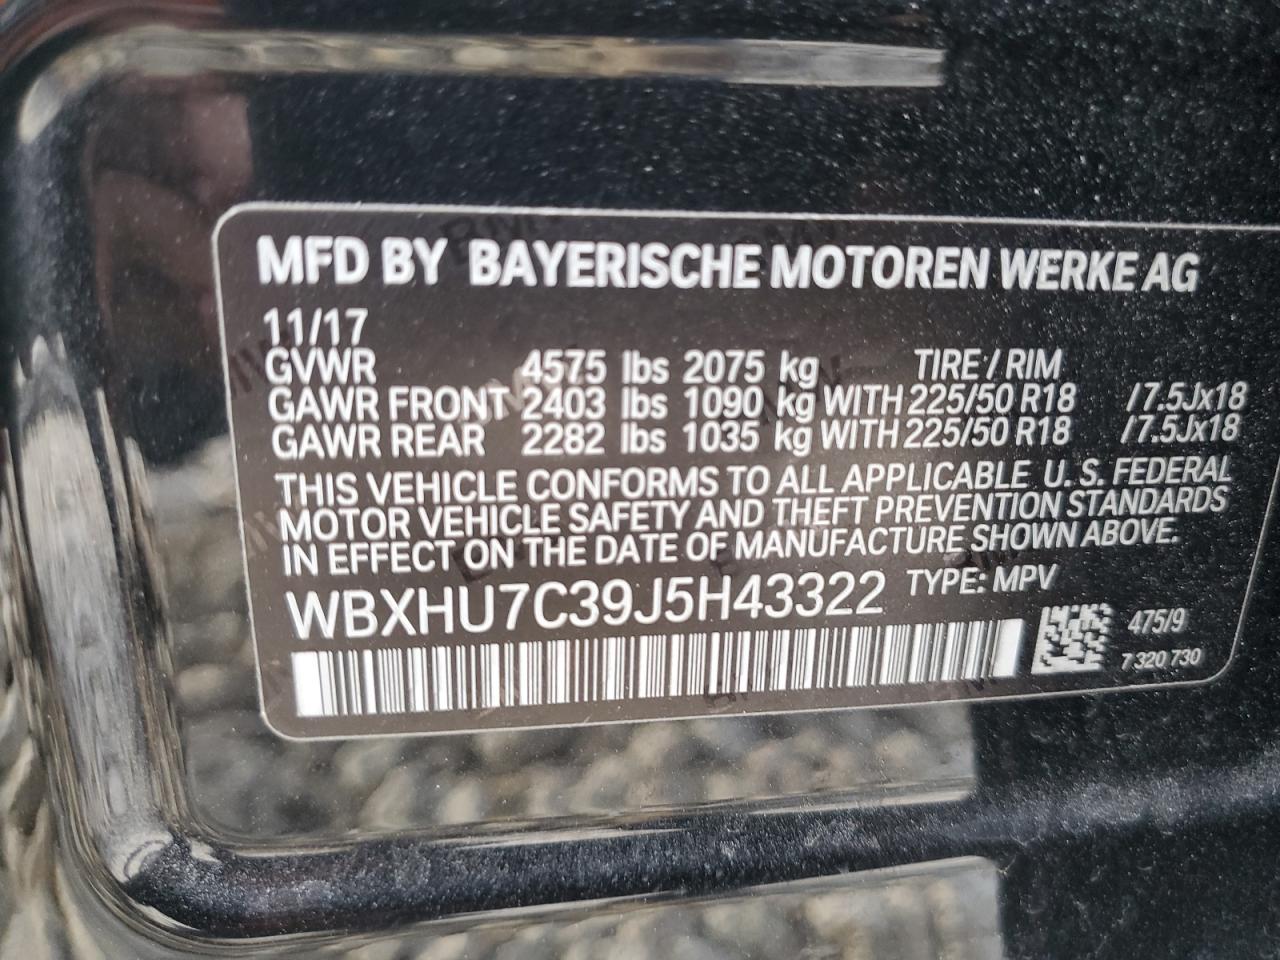 MFD BY BAYERISCHE MOTOREN WERKE AG
11/17
GVWR 4575 lbs 2075 kg TIRE / RIM
GAWR FRONT 2403 lbs 1090 kg WITH 225/50 R18 /7.5Jx18
GAWR REAR 2282 lbs 1035 kg WITH 225/50 R18 /7.5Jx18
THIS VEHICLE CONFORMS TO ALL APPLICABLE U. S. FEDERAL
MOTOR VEHICLE SAFETY AND THEFT PREVENTION STANDARDS
IN EFFECT ON THE DATE OF MANUFACTURE SHOWN ABOVE.
WBXHU7C39J5H43322 TYPE: MPV
475/9
7 320 730